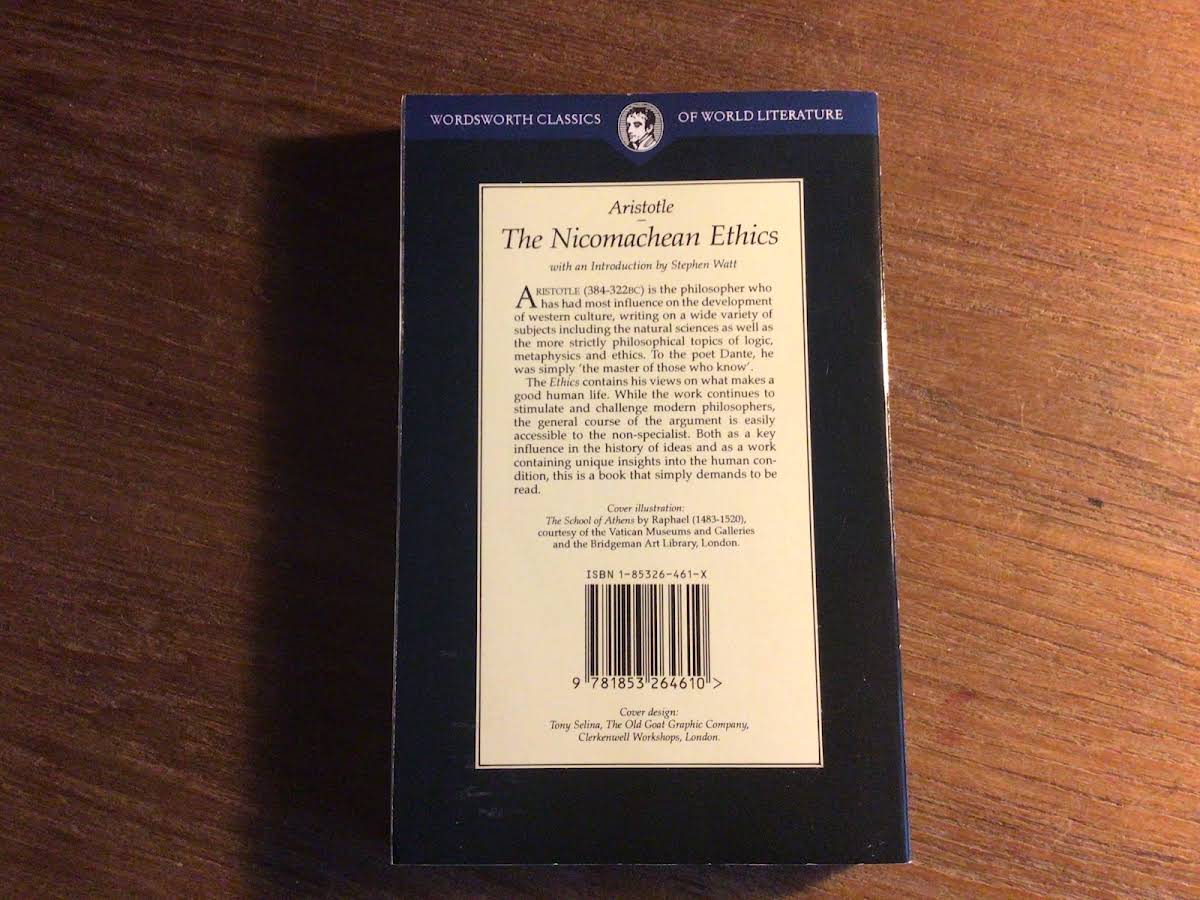 WORDSWORTH CLASSICS OF WORLD LITERATURE
Aristotle
The Nicomachean Ethics
with an Introduction by Stephen Watt
ARISTOTLE (384-322BC) is the philosopher who
has had most influence on the development
of western culture, writing on a wide variety of
subjects including the natural sciences as well as
the more strictly philosophical topics of logic,
metaphysics and ethics. To the poet Dante, he
was simply 'the master of those who know'.
The Ethics contains his views on what makes a
good human life. While the work continues to
stimulate and challenge modern philosophers,
the general course of the argument is easily
accessible to the non-specialist. Both as a key
influence in the history of ideas and as a work
containing unique insights into the human con-
dition, this is a book that simply demands to be
read.
Cover illustration:
The School of Athens by Raphael (1483-1520),
courtesy of the Vatican Museums and Galleries
and the Bridgeman Art Library, London.
ISBN 1-85326-461-X
9 781853 264610 >
Cover design:
Tony Selina, The Old Goat Graphic Company,
Clerkenwell Workshops, London.